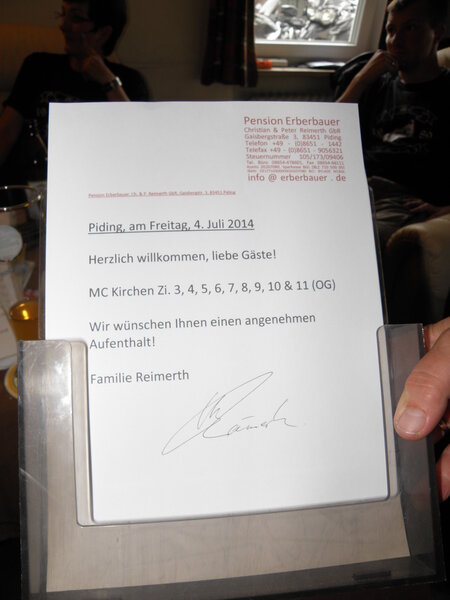 Pension Erberbauer
Christian & Peter Reimerth GbR
Gaisbergstraße 3, 83451 Piding
Telefon +49 - (0)8651 - 1442
Telefax +49 - (0)8651 - 9056321
Steuernummer 105/173/09406
info @ erberbauer . de
Piding, am Freitag, 4. Juli 2014
Herzlich willkommen, liebe Gäste!
MC Kirchen Zi. 3, 4, 5, 6, 7, 8, 9, 10 & 11 (OG)
Wir wünschen Ihnen einen angenehmen
Aufenthalt!
Familie Reimerth